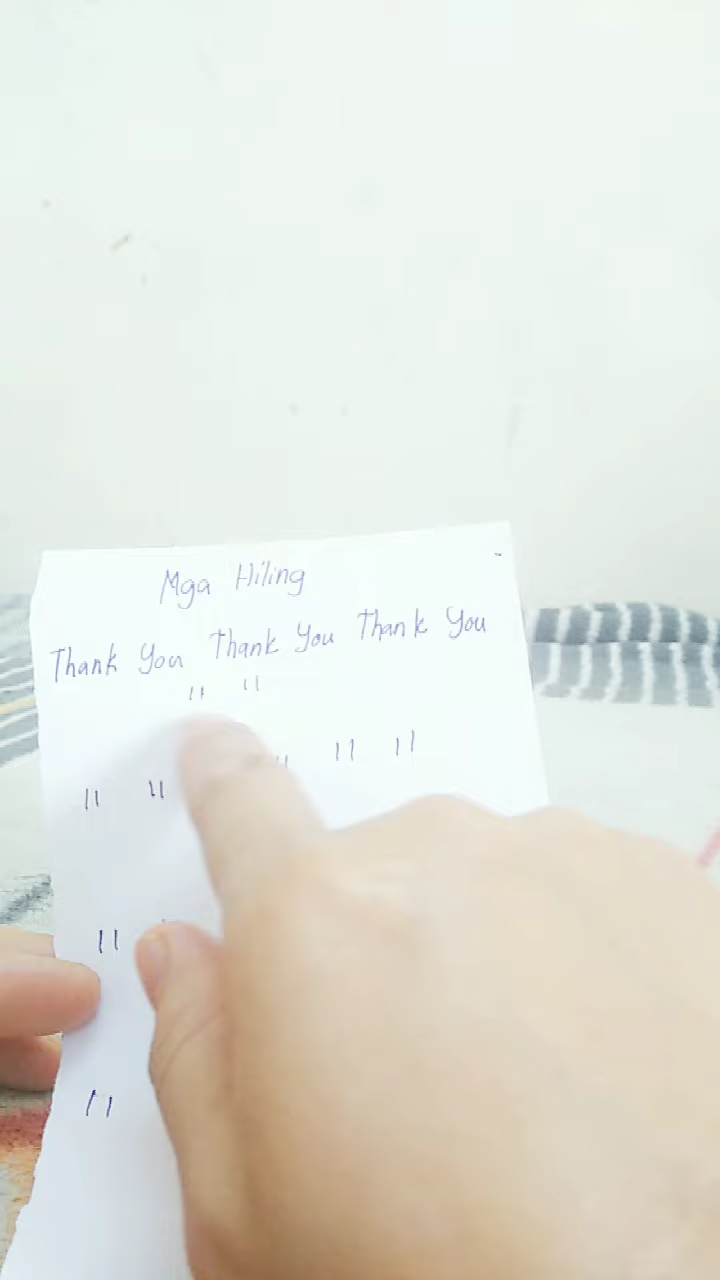 Mga Hiling
Thank You Thank You Thank You
" "
" " " " "
"
"